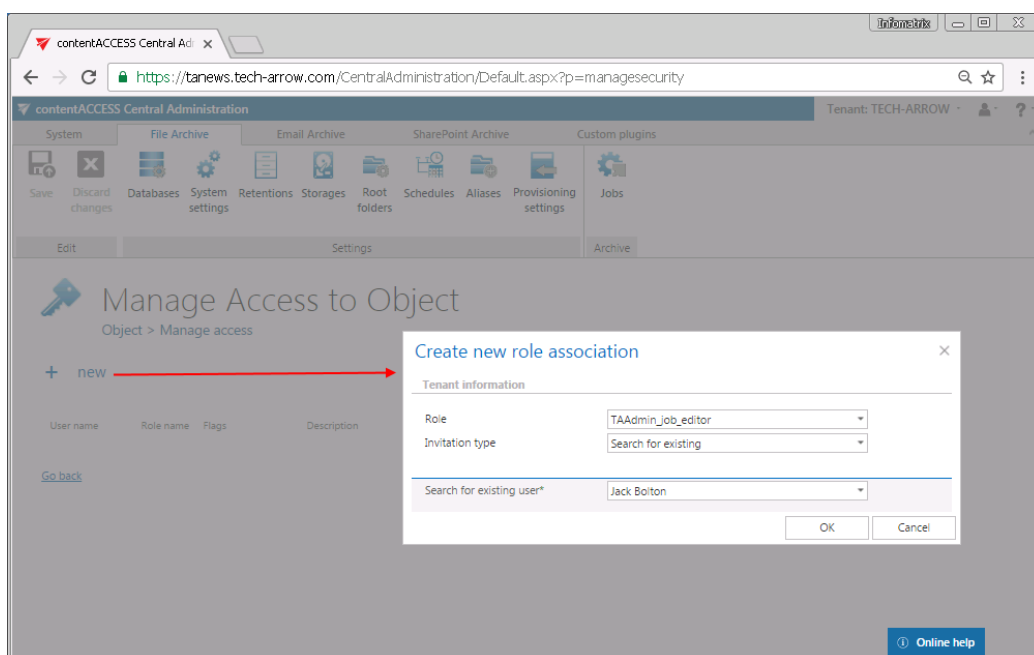 Infomatrix
contentACCESS Central Ad
https://tanews.tech-arrow.com/CentralAdministration/Default.aspx?p=managesecurity
contentACCESS Central Administration
Tenant: TECH-ARROW
?
System File Archive Email Archive SharePoint Archive Custom plugins
Save Discard changes Databases System settings Retentions Storages Root folders Schedules Aliases Provisioning settings Jobs
Edit Settings Archive
Manage Access to Object
Object > Manage access
+ new
User name Role name Flags Description
Go back
Create new role association
Tenant information
Role TAAdmin_job_editor
Invitation type Search for existing
Search for existing user* Jack Bolton
OK Cancel
Online help